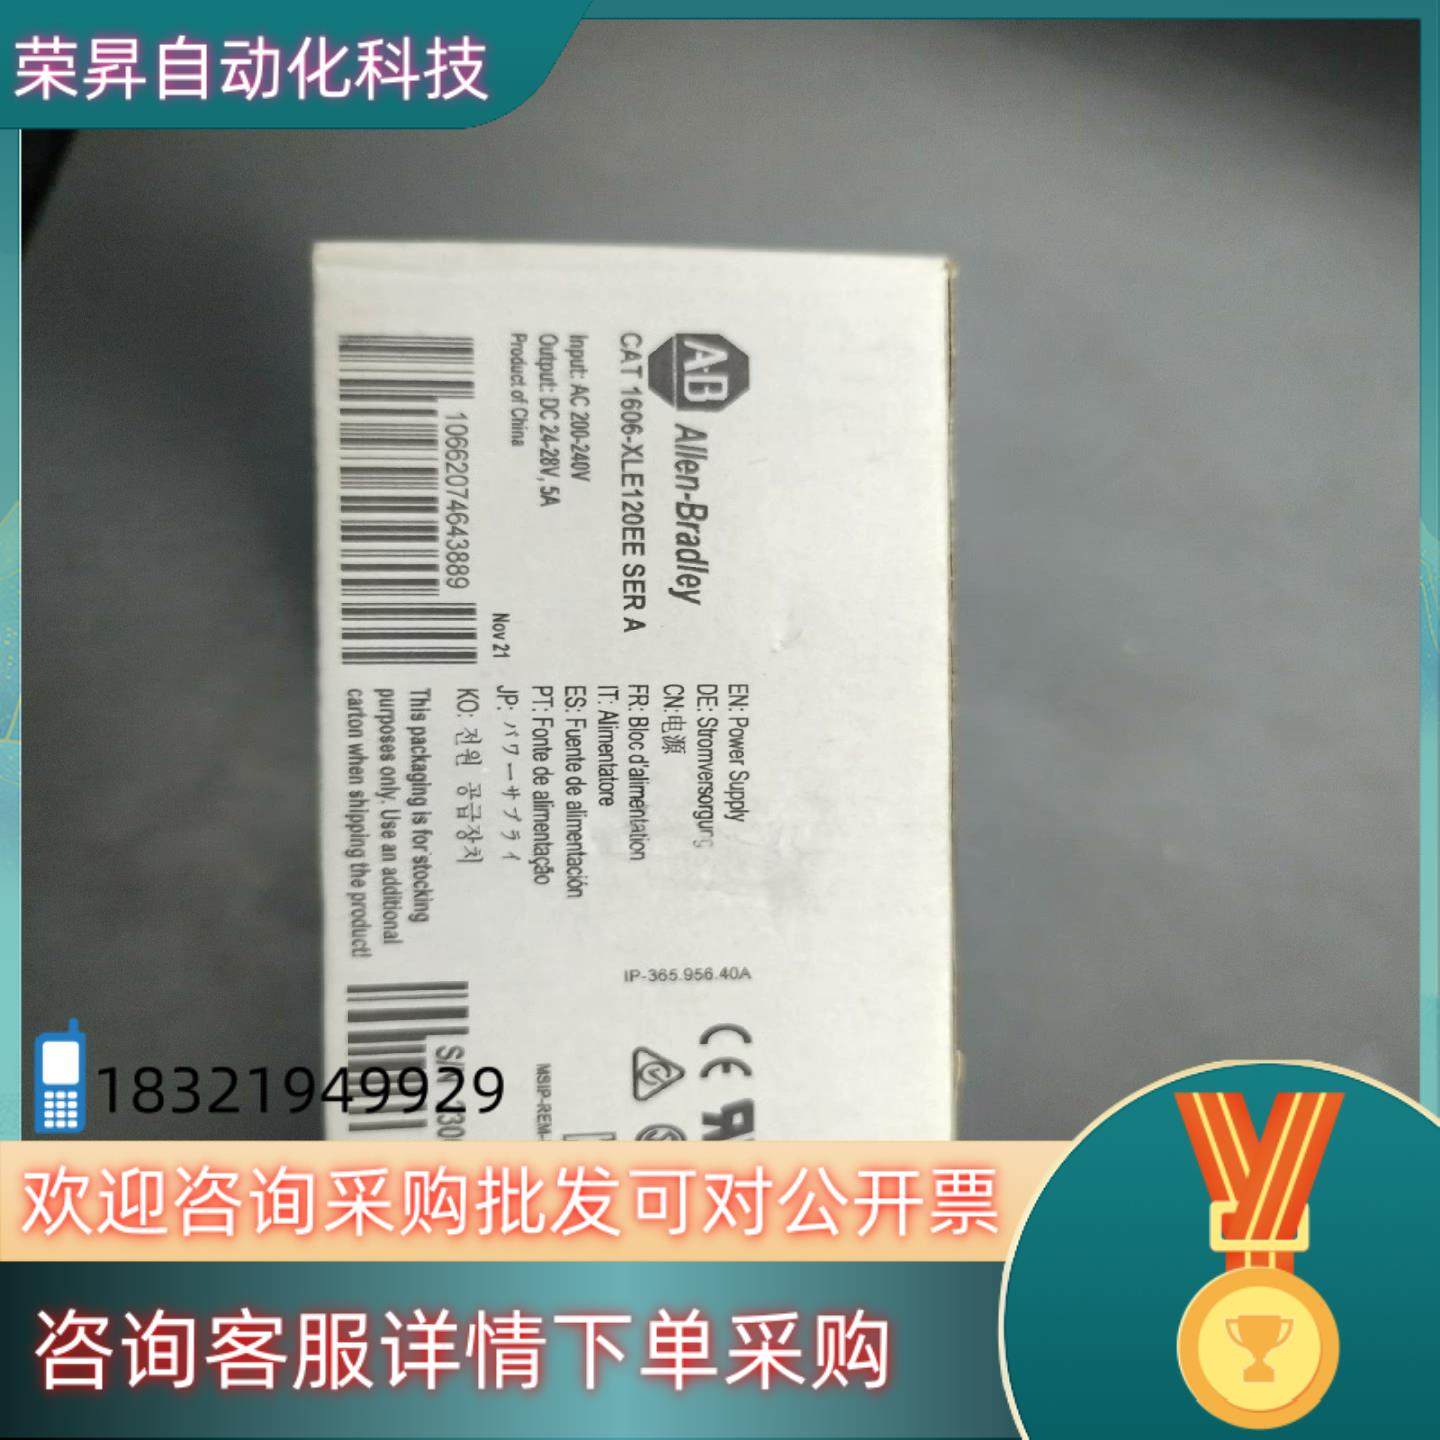 荣昇自动化科技
AB Allen-Bradley
CAT 1606-XLE120EE SER A
Input: AC 200-240V
Output: DC 24-28V, 5A
Product of China
Nov 21
10662074643889
EN: Power Supply
DE: Stromversorgung
CN: 电源
FR: Bloc d'alimentation
IT: Alimentatore
ES: Fuente de alimentación
PT: Fonte de alimentação
JP: パワーサプライ
KO: 전원 공급장치
This packaging is for stocking
purposes only. Use an additional
carton when shipping the product!
IP-365.956.40A
CE
MSIP-REM-
S/N
18321949929
欢迎咨询采购批发可对公开票
咨询客服详情下单采购